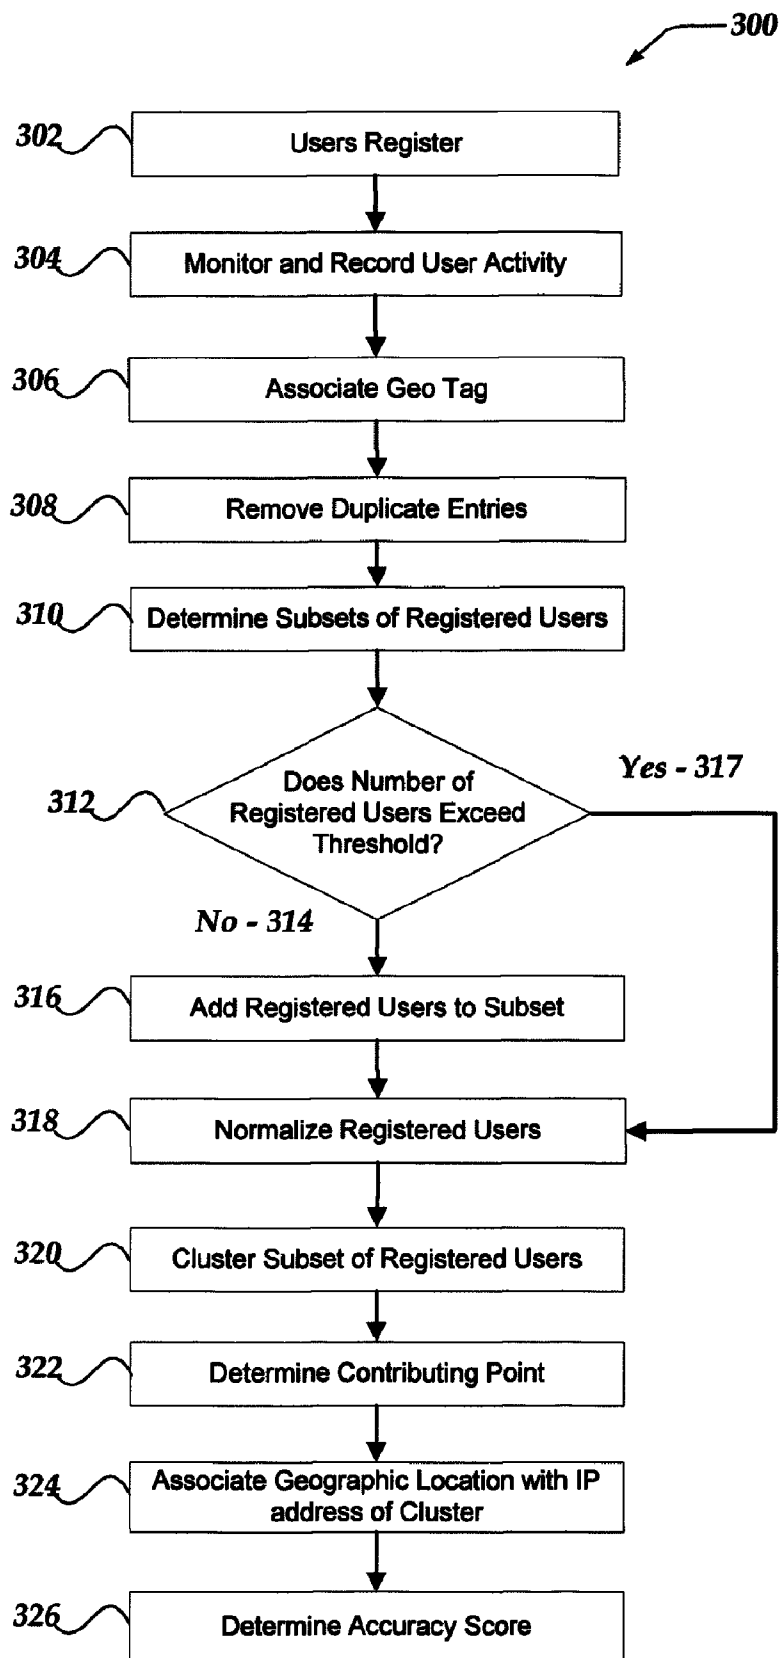 300
302
Users Register
304
Monitor and Record User Activity
306
Associate Geo Tag
308
Remove Duplicate Entries
310
Determine Subsets of Registered Users
312
Does Number of
Registered Users Exceed
Threshold?
Yes - 317
No - 314
316
Add Registered Users to Subset
318
Normalize Registered Users
320
Cluster Subset of Registered Users
322
Determine Contributing Point
324
Associate Geographic Location with IP
address of Cluster
326
Determine Accuracy Score